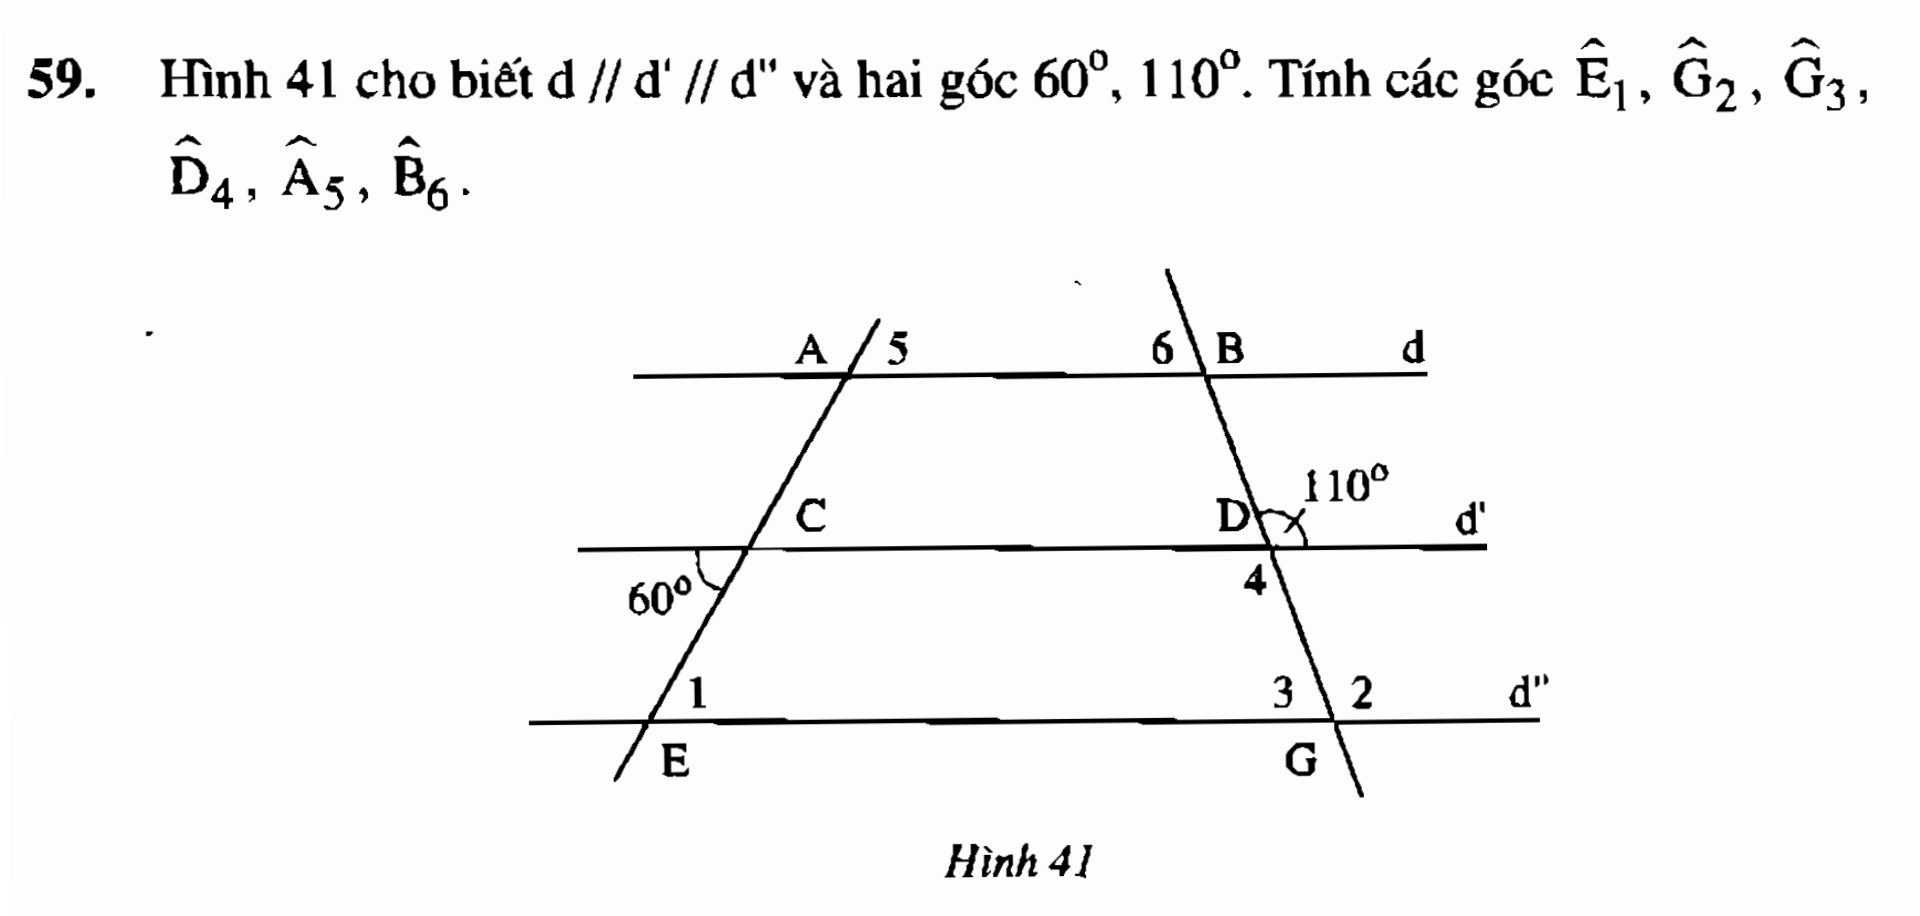 59. Hình 41 cho biết d // d' // d'' và hai góc 60°, 110°. Tính các góc Ê₁, Ĝ₂, Ĝ₃,
D̂₄, Â₅, B̂₆.
A 5 6 B d
110°
C D d'
60° 4
1 3 2 d''
E G
Hình 41